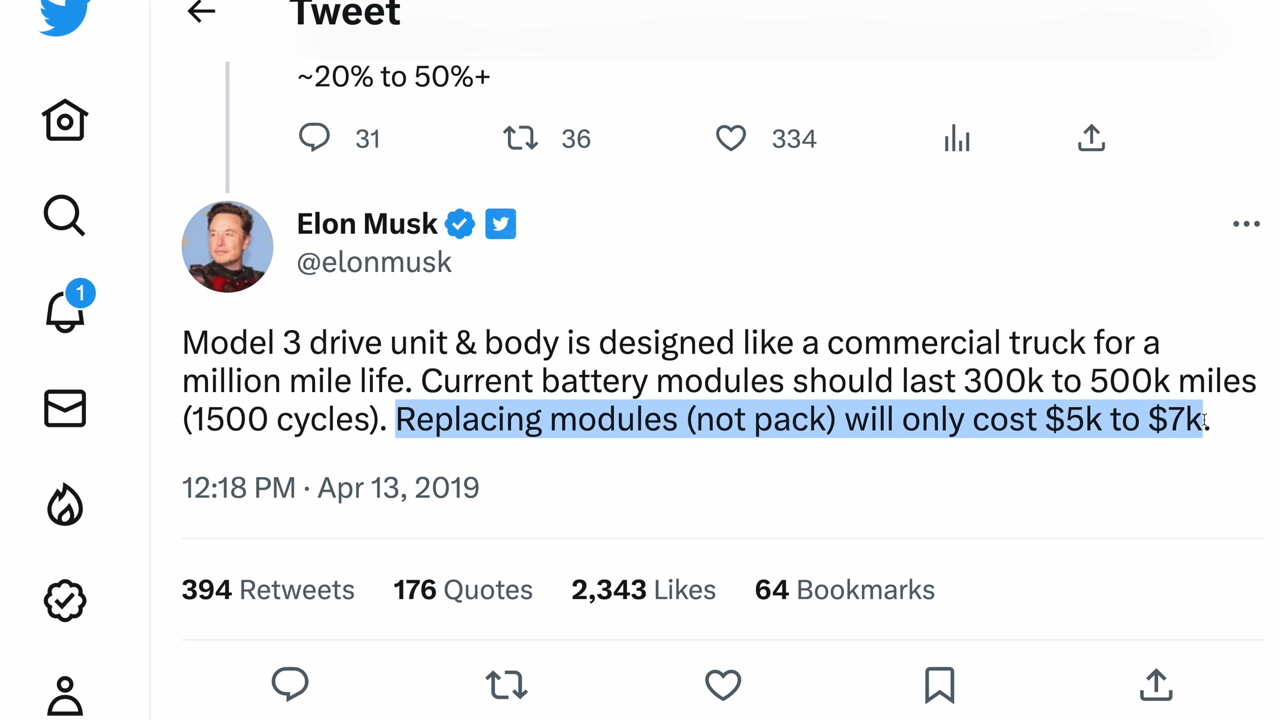 Tweet
~20% to 50%+
31 36 334
Elon Musk
@elonmusk
1
Model 3 drive unit & body is designed like a commercial truck for a
million mile life. Current battery modules should last 300k to 500k miles
(1500 cycles). Replacing modules (not pack) will only cost $5k to $7k.
12:18 PM · Apr 13, 2019
394 Retweets 176 Quotes 2,343 Likes 64 Bookmarks